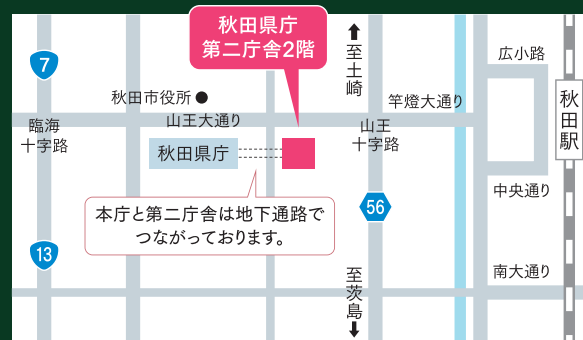 秋田県庁
第二庁舎2階
至土崎
広小路
7
秋田市役所
竿燈大通り
秋田駅
臨海
十字路
山王大通り
山王
十字路
秋田県庁
中央通り
本庁と第二庁舎は地下通路で
つながっております。
56
13
至茨島
南大通り